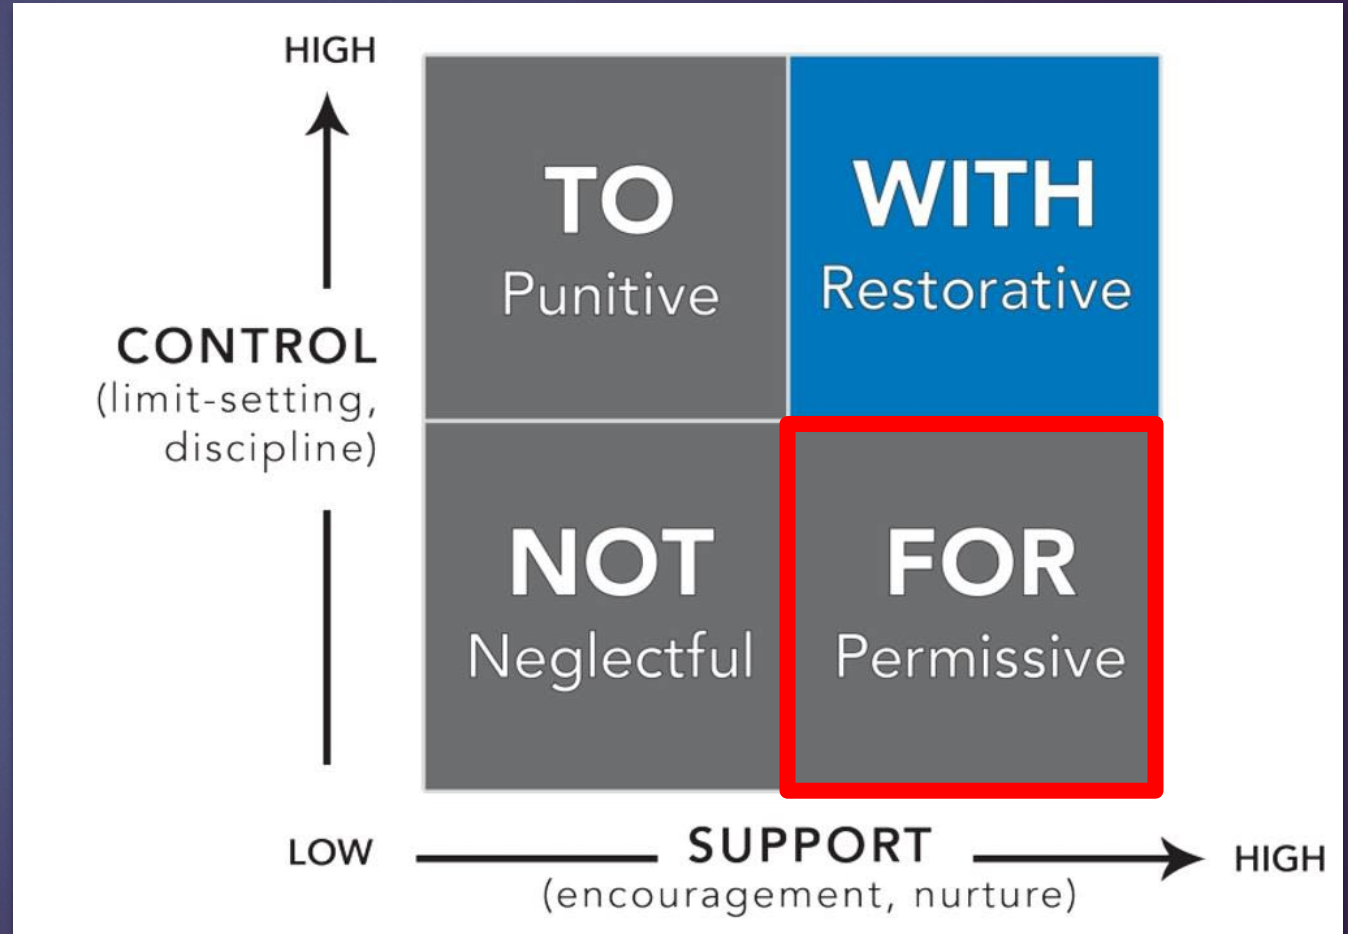 HIGH
TO
Punitive
WITH
Restorative
CONTROL
(limit-setting,
discipline)
NOT
Neglectful
FOR
Permissive
LOW
SUPPORT
(encouragement, nurture)
HIGH